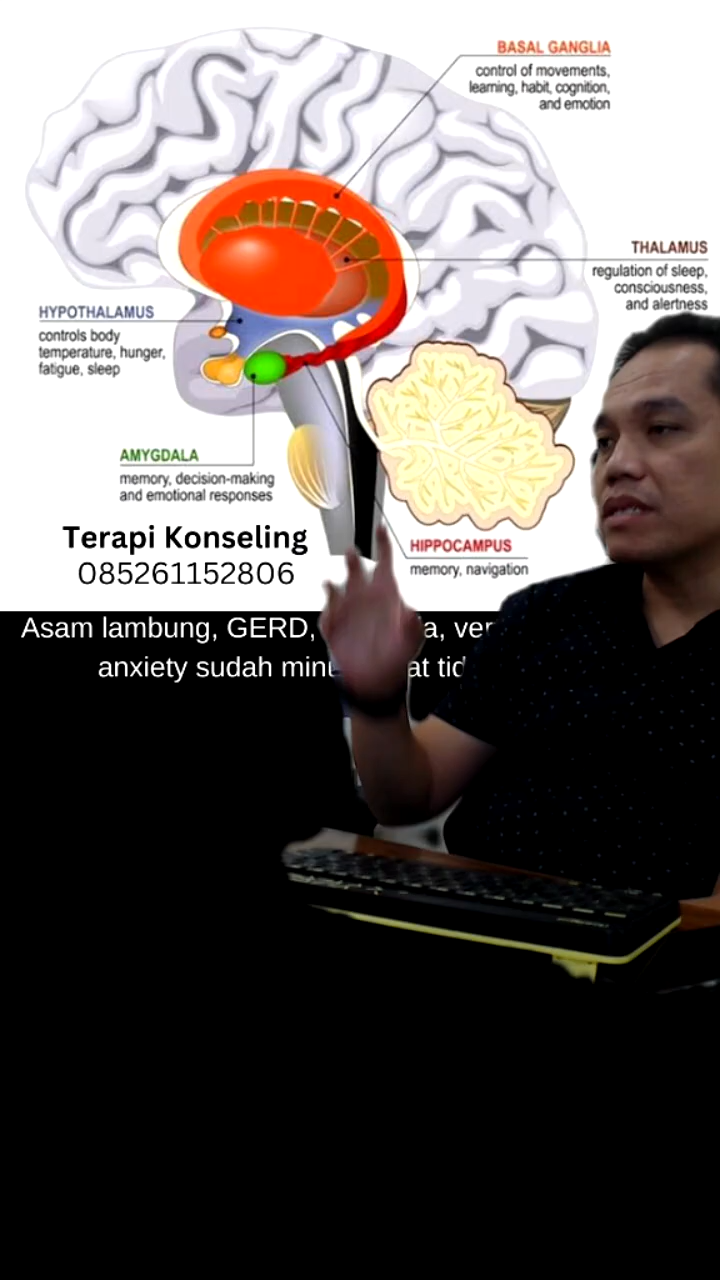 BASAL GANGLIA
control of movements,
learning, habit, cognition,
and emotion
THALAMUS
regulation of sleep,
consciousness,
and alertness
HYPOTHALAMUS
controls body
temperature, hunger,
fatigue, sleep
AMYGDALA
memory, decision-making
and emotional responses
Terapi Konseling
085261152806
HIPPOCAMPUS
memory, navigation
Asam lambung, GERD,
anxiety sudah